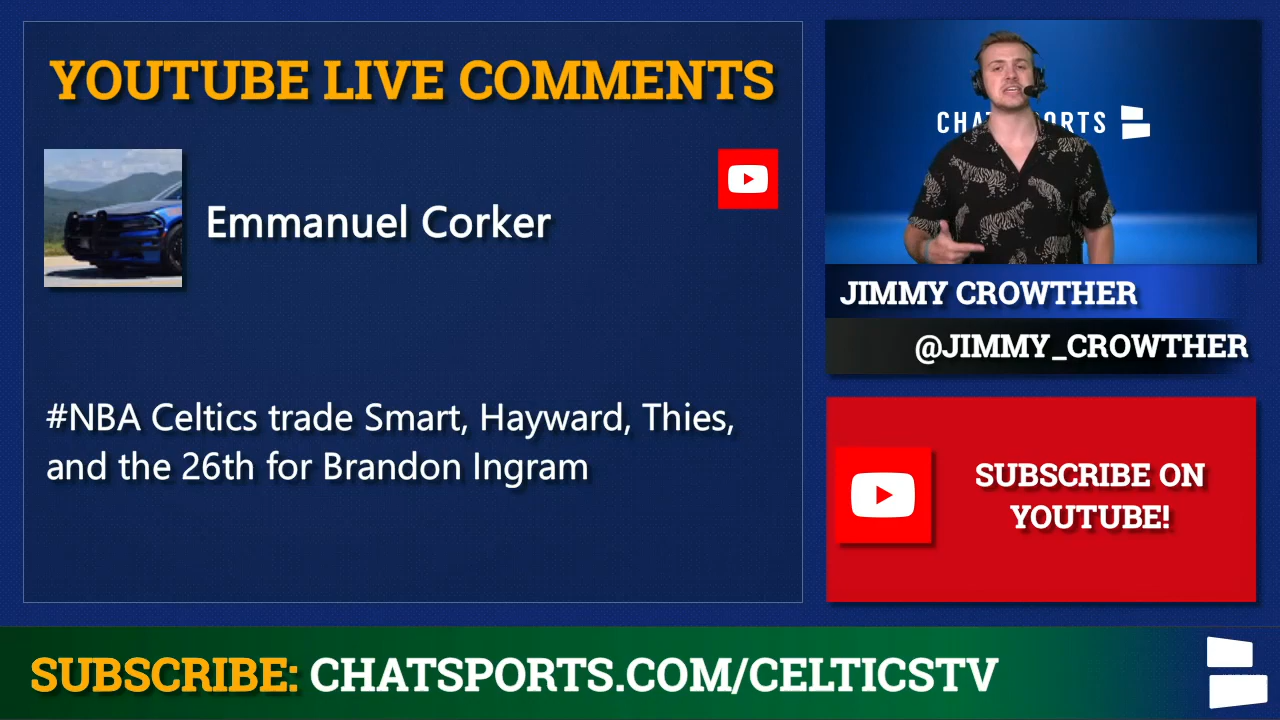 YOUTUBE LIVE COMMENTS
Emmanuel Corker
#NBA Celtics trade Smart, Hayward, Thies,
and the 26th for Brandon Ingram
JIMMY CROWTHER
@JIMMY_CROWTHER
SUBSCRIBE ON
YOUTUBE!
SUBSCRIBE: CHATSPORTS.COM/CELTICSTV